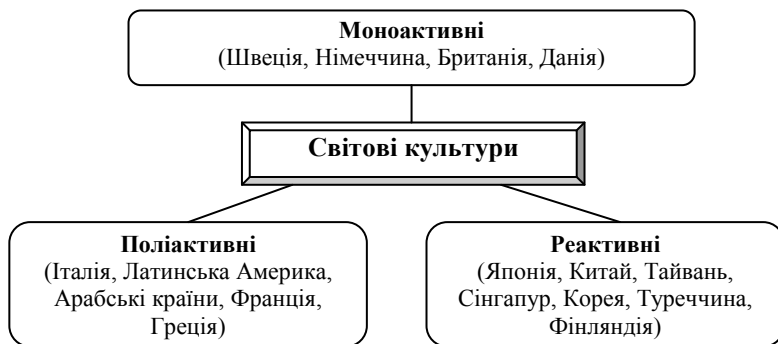 Моноактивні
(Швеція, Німеччина, Британія, Данія)
Світові культури
Поліактивні
(Італія, Латинська Америка,
Арабські країни, Франція,
Греція)
Реактивні
(Японія, Китай, Тайвань,
Сінгапур, Корея, Туреччина,
Фінляндія)